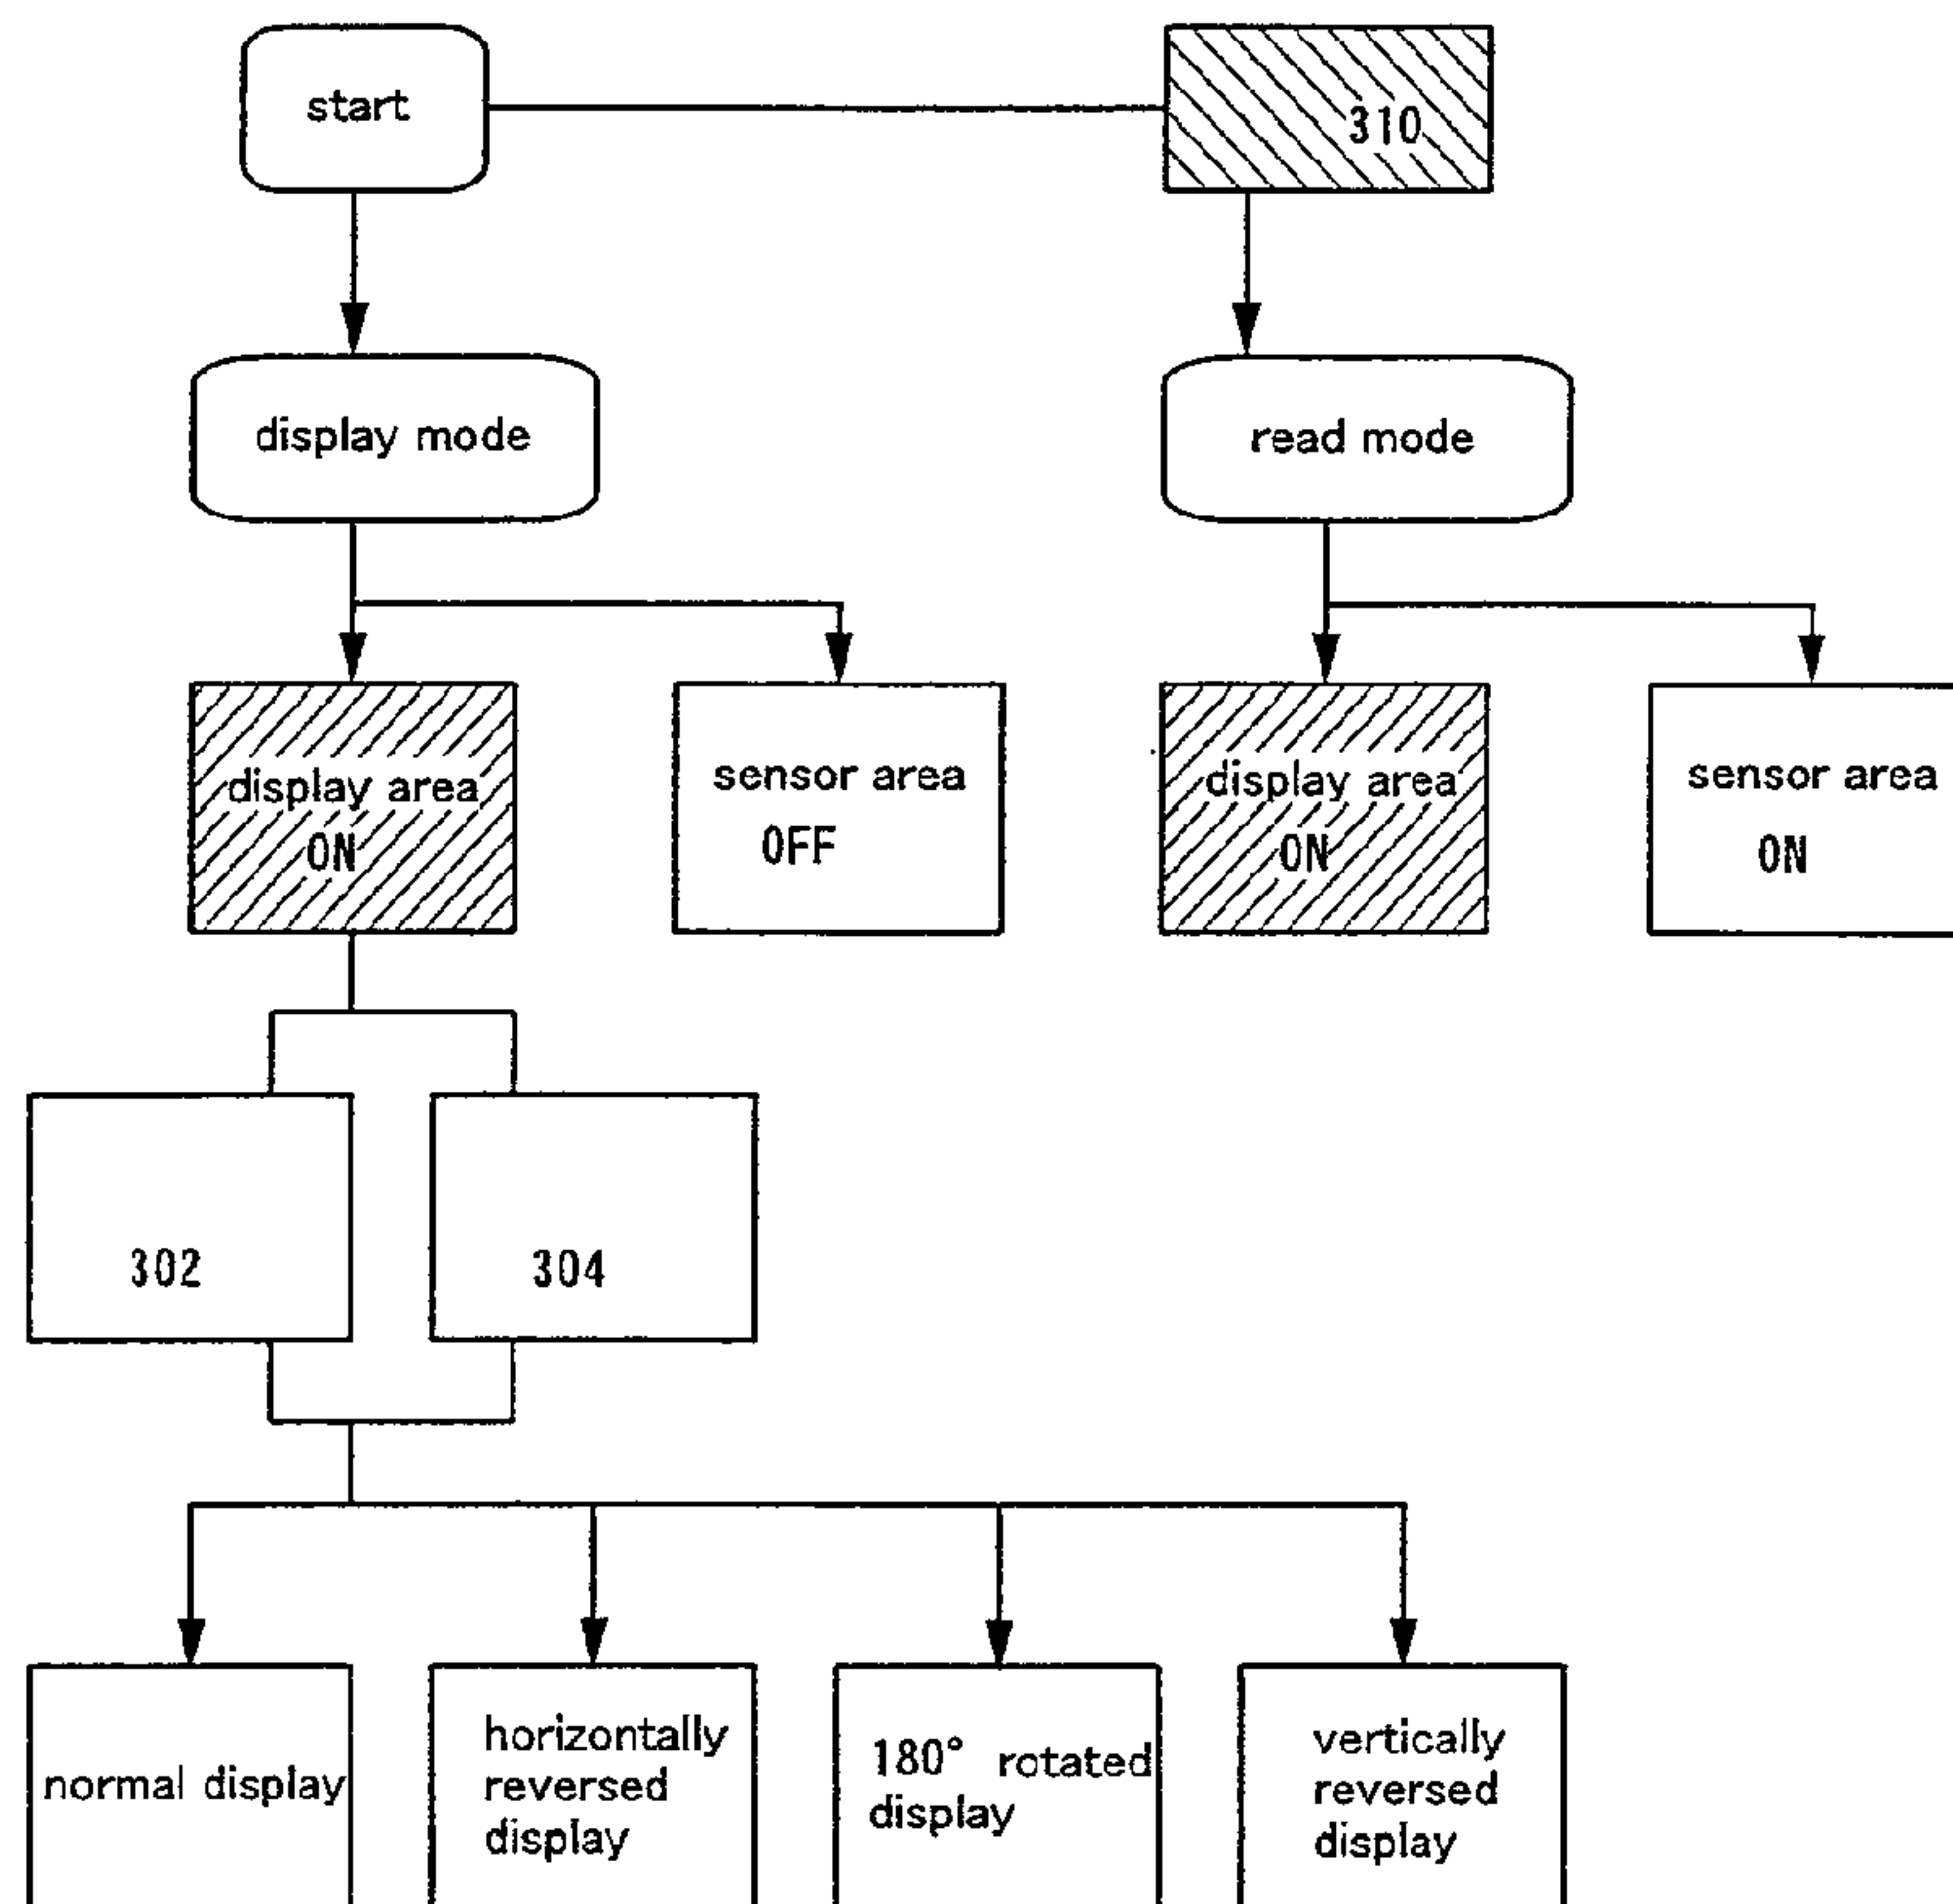 start
310
display mode
read mode
display area
ON
sensor area
OFF
display area
ON
sensor area
ON
302
304
normal display
horizontally
reversed
display
180° rotated
display
vertically
reversed
display